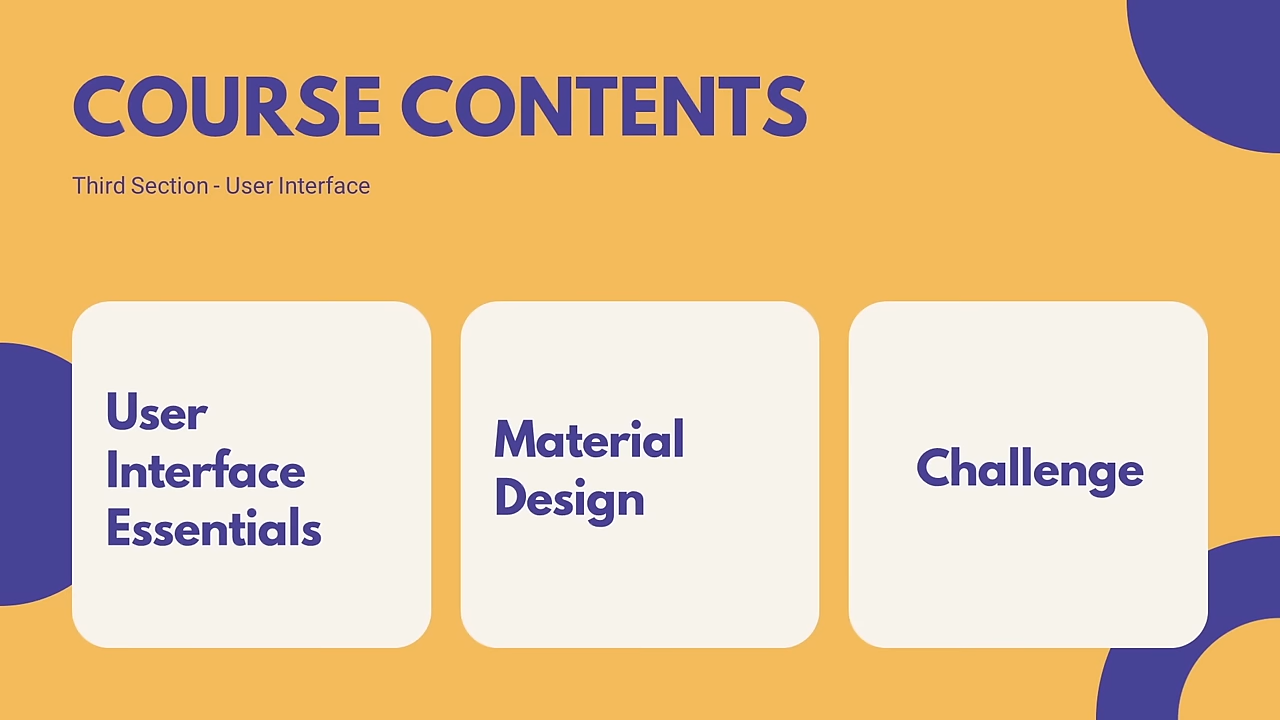 COURSE CONTENTS
Third Section - User Interface
User
Interface
Essentials
Material
Design
Challenge